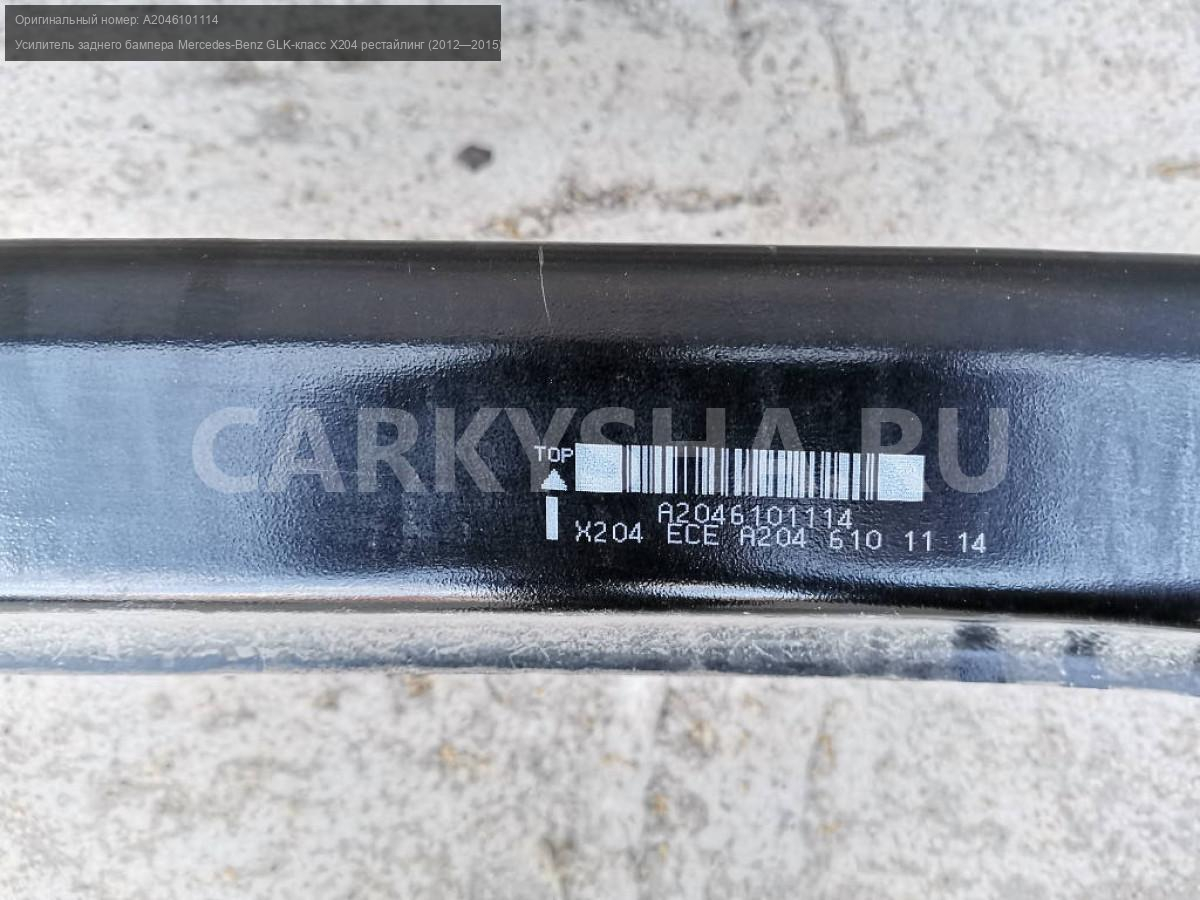 Оригинальный номер: A2046101114
Усилитель заднего бампера Mercedes-Benz GLK-класс X204 рестайлинг (2012—2015)
CARKYSHA.RU
TOP
A2046101114
X204 ECE A204 610 11 14